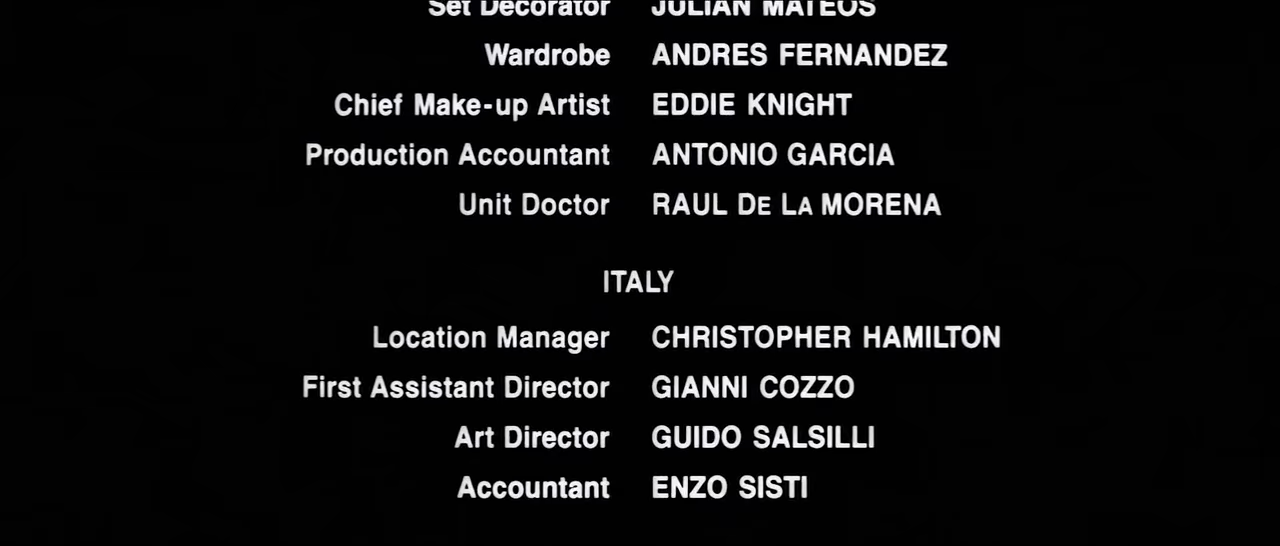 Set Decorator JULIAN MATEOS
Wardrobe ANDRES FERNANDEZ
Chief Make-up Artist EDDIE KNIGHT
Production Accountant ANTONIO GARCIA
Unit Doctor RAUL DE LA MORENA
ITALY
Location Manager CHRISTOPHER HAMILTON
First Assistant Director GIANNI COZZO
Art Director GUIDO SALSILLI
Accountant ENZO SISTI